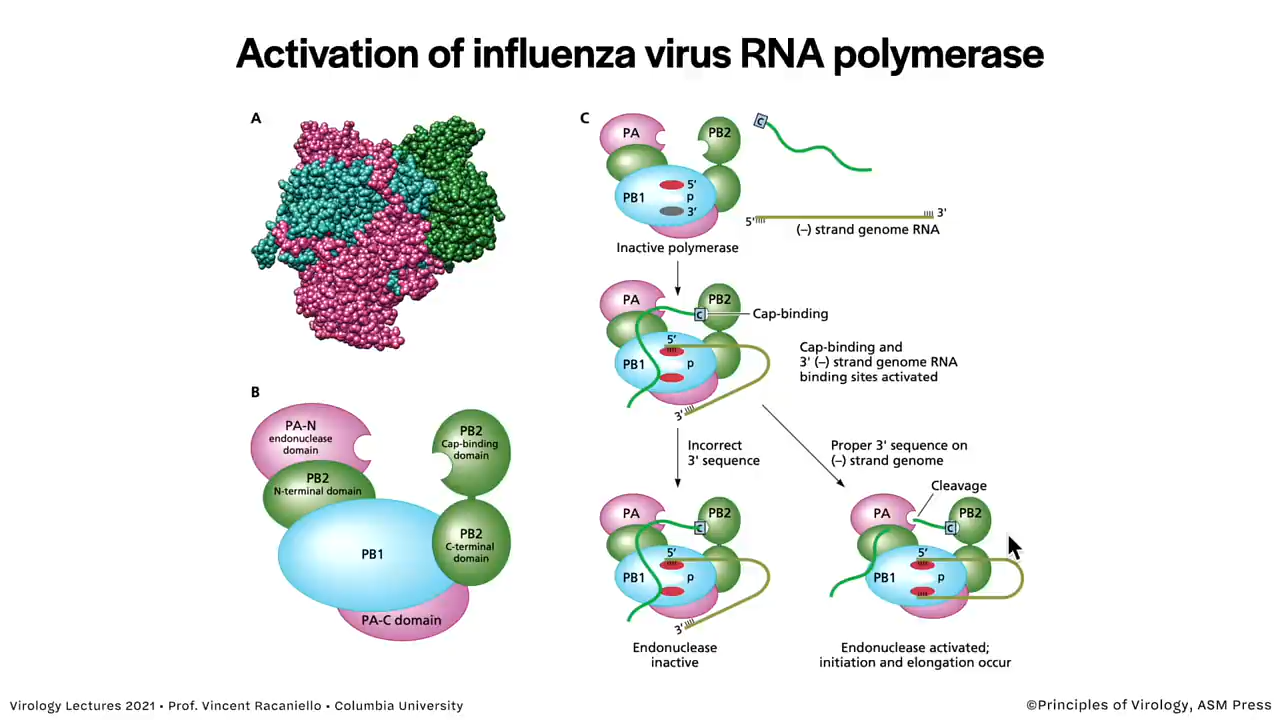 Activation of influenza virus RNA polymerase
A
B
PA-N
endonuclease
domain
PB2
Cap-binding
domain
PB2
N-terminal domain
PB1
PB2
C-terminal
domain
PA-C domain
C
PA
PB2
C
PB1
5'
p
3'
5'
3'
(–) strand genome RNA
Inactive polymerase
PA
PB2
C
Cap-binding
5'
PB1
p
3'
Cap-binding and
3' (–) strand genome RNA
binding sites activated
Incorrect
3' sequence
Proper 3' sequence on
(–) strand genome
Cleavage
PA
PB2
C
5'
PB1
p
3'
Endonuclease
inactive
PA
PB2
C
5'
PB1
p
Endonuclease activated;
initiation and elongation occur
Virology Lectures 2021 • Prof. Vincent Racaniello • Columbia University
©Principles of Virology, ASM Press